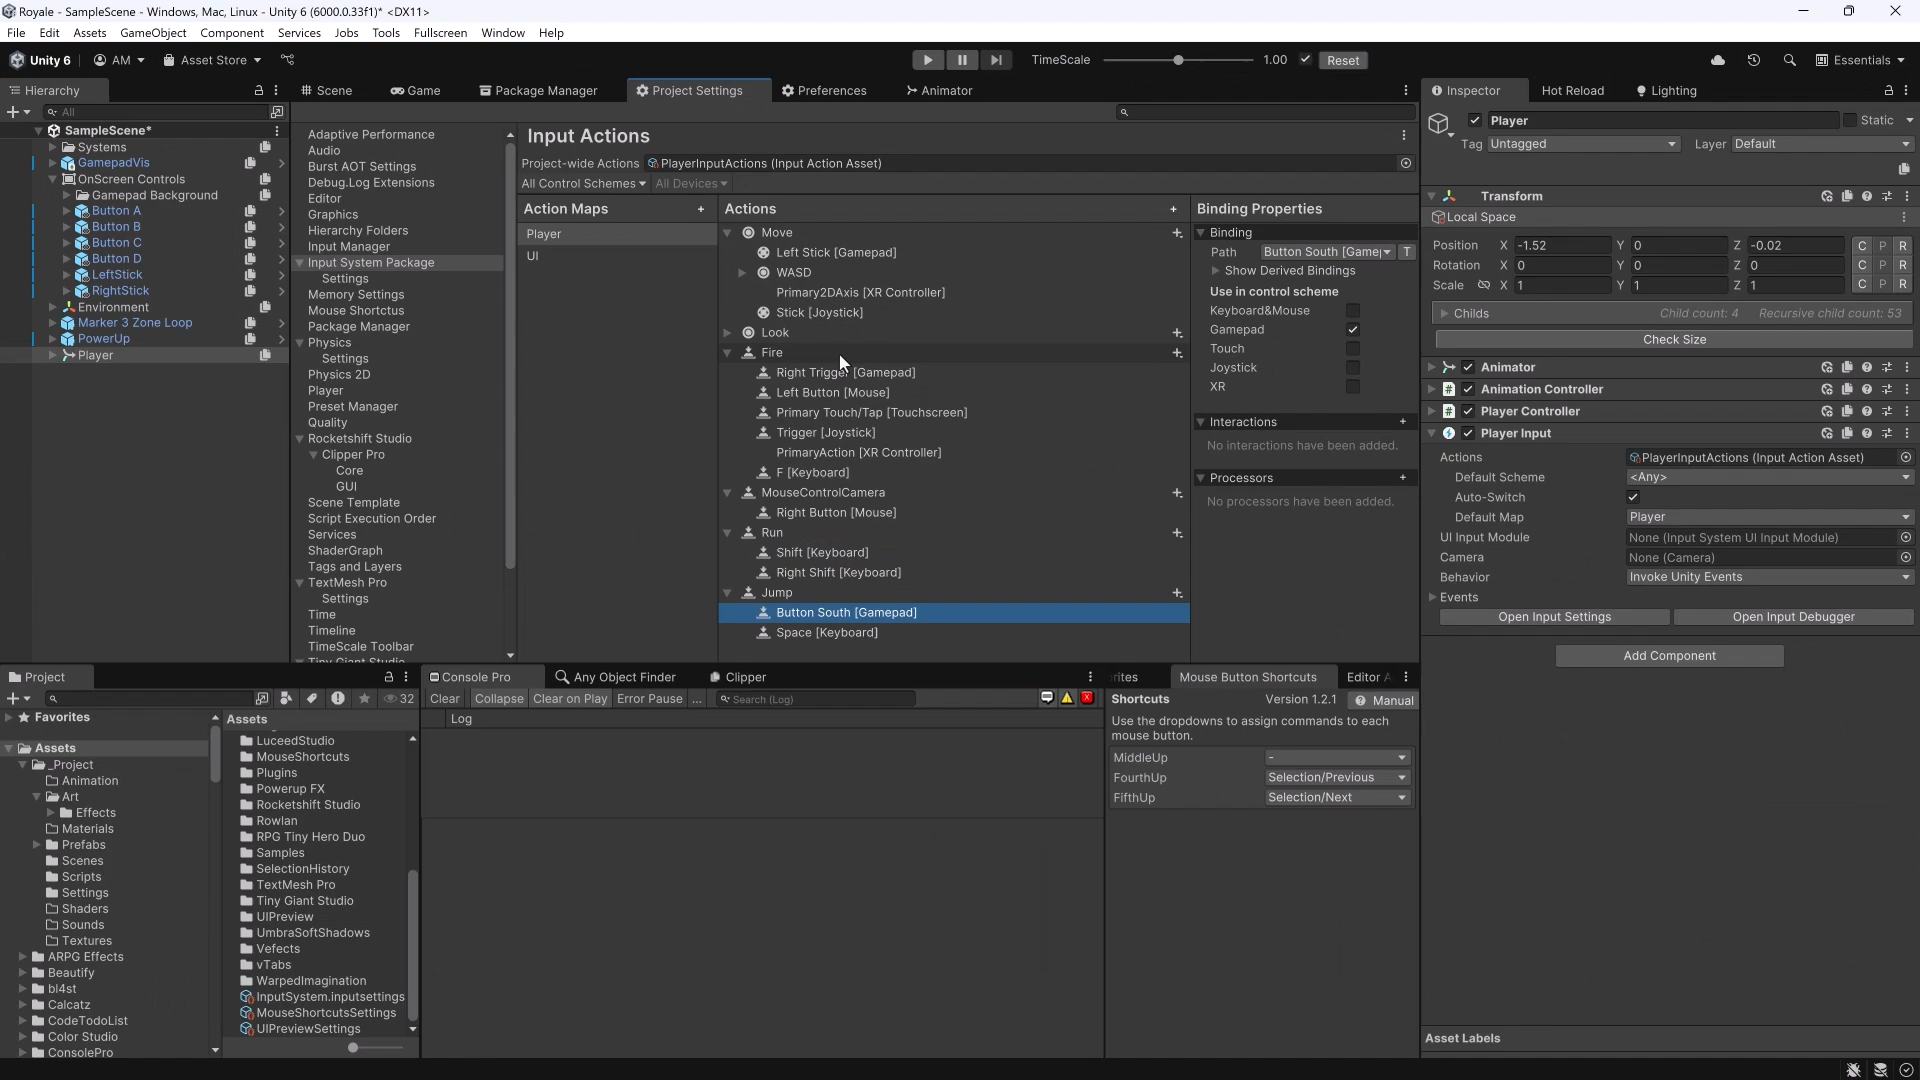 Royale - SampleScene - Windows, Mac, Linux - Unity 6 (6000.0.33f1)* <DX11>
File Edit Assets GameObject Component Services Jobs Tools Fullscreen Window Help
Unity 6 AM Asset Store TimeScale 1.00 Reset Essentials
Hierarchy
All
SampleScene*
Systems
GamepadVis
OnScreen Controls
Gamepad Background
Button A
Button B
Button C
Button D
LeftStick
RightStick
Environment
Marker 3 Zone Loop
PowerUp
Player
Scene Game Package Manager Project Settings Preferences Animator
Adaptive Performance
Audio
Burst AOT Settings
Debug.Log Extensions
Editor
Graphics
Hierarchy Folders
Input Manager
Input System Package
Settings
Memory Settings
Mouse Shortctus
Package Manager
Physics
Settings
Physics 2D
Player
Preset Manager
Quality
Rocketshift Studio
Clipper Pro
Core
GUI
Scene Template
Script Execution Order
Services
ShaderGraph
Tags and Layers
TextMesh Pro
Settings
Time
Timeline
TimeScale Toolbar
Tiny Giant Studio
Input Actions
Project-wide Actions PlayerInputActions (Input Action Asset)
All Control Schemes All Devices
Action Maps +
Player
UI
Actions +
Move
Left Stick [Gamepad]
WASD
Primary2DAxis [XR Controller]
Stick [Joystick]
Look
Fire
Right Trigger [Gamepad]
Left Button [Mouse]
Primary Touch/Tap [Touchscreen]
Trigger [Joystick]
PrimaryAction [XR Controller]
F [Keyboard]
MouseControlCamera
Right Button [Mouse]
Run
Shift [Keyboard]
Right Shift [Keyboard]
Jump
Button South [Gamepad]
Space [Keyboard]
Binding Properties
Binding
Path Button South [Game T
Show Derived Bindings
Use in control scheme
Keyboard&Mouse
Gamepad
Touch
Joystick
XR
Interactions +
No interactions have been added.
Processors +
No processors have been added.
Inspector Hot Reload Lighting
Player Static
Tag Untagged Layer Default
Transform
Local Space
Position X -1.52 Y 0 Z -0.02 C P R
Rotation X 0 Y 0 Z 0 C P R
Scale X 1 Y 1 Z 1 C P R
Childs Child count: 4 Recursive child count: 53
Check Size
Animator
Animation Controller
Player Controller
Player Input
Actions PlayerInputActions (Input Action Asset)
Default Scheme <Any>
Auto-Switch
Default Map Player
UI Input Module None (Input System UI Input Module)
Camera None (Camera)
Behavior Invoke Unity Events
Events
Open Input Settings Open Input Debugger
Add Component
Asset Labels
Project
32
Favorites
Assets
_Project
Animation
Art
Effects
Materials
Prefabs
Scenes
Scripts
Settings
Shaders
Sounds
Textures
ARPG Effects
Beautify
bl4st
Calcatz
CodeTodoList
Color Studio
ConsolePro
Assets
LuceedStudio
MouseShortcuts
Plugins
Powerup FX
Rocketshift Studio
Rowlan
RPG Tiny Hero Duo
Samples
SelectionHistory
TextMesh Pro
Tiny Giant Studio
UIPreview
UmbraSoftShadows
Vefects
vTabs
WarpedImagination
InputSystem.inputsettings
MouseShortcutsSettings
UIPreviewSettings
Console Pro Any Object Finder Clipper
Clear Collapse Clear on Play Error Pause ... Search (Log)
Log
rites Mouse Button Shortcuts Editor A
Shortcuts Version 1.2.1 Manual
Use the dropdowns to assign commands to each
mouse button.
MiddleUp -
FourthUp Selection/Previous
FifthUp Selection/Next